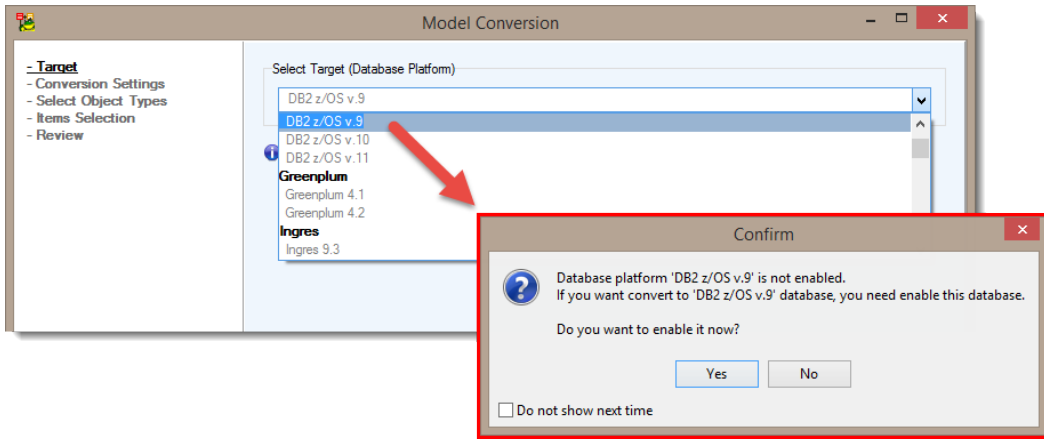 Model Conversion
- Target
- Conversion Settings
- Select Object Types
- Items Selection
- Review
Select Target (Database Platform)
DB2 z/OS v.9
DB2 z/OS v.9
DB2 z/OS v.10
DB2 z/OS v.11
Greenplum
Greenplum 4.1
Greenplum 4.2
Ingres
Ingres 9.3
Confirm
Database platform 'DB2 z/OS v.9' is not enabled.
If you want convert to 'DB2 z/OS v.9' database, you need enable this database.
Do you want to enable it now?
Yes No
Do not show next time